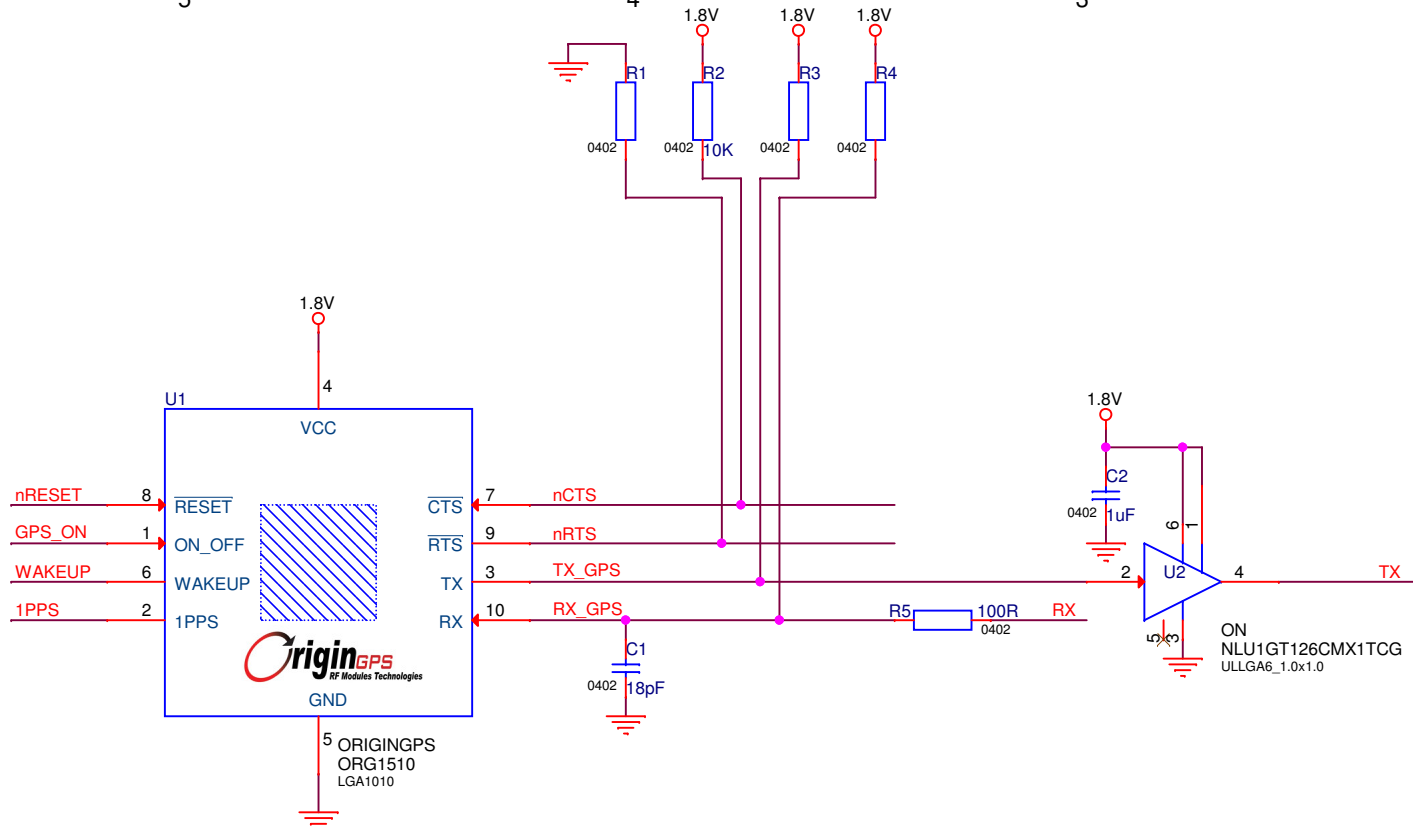 5 4 3
1.8V 1.8V 1.8V
R1 R2 R3 R4
0402 0402 10K 0402 0402
1.8V
4
U1
VCC
1.8V
C2
0402 1uF
nRESET 8 RESET
GPS_ON 1 ON_OFF
WAKEUP 6 WAKEUP
1PPS 2 1PPS
CTS 7 nCTS
RTS 9 nRTS
TX 3 TX_GPS
RX 10 RX_GPS
R5 100R RX
0402
6 1
2 U2 4 TX
5 3
ON
NLU1GT126CMX1TCG
ULLGA6_1.0x1.0
C1
0402 18pF
OriginGPS
RF Modules Technologies
GND
5
ORIGINGPS
ORG1510
LGA1010